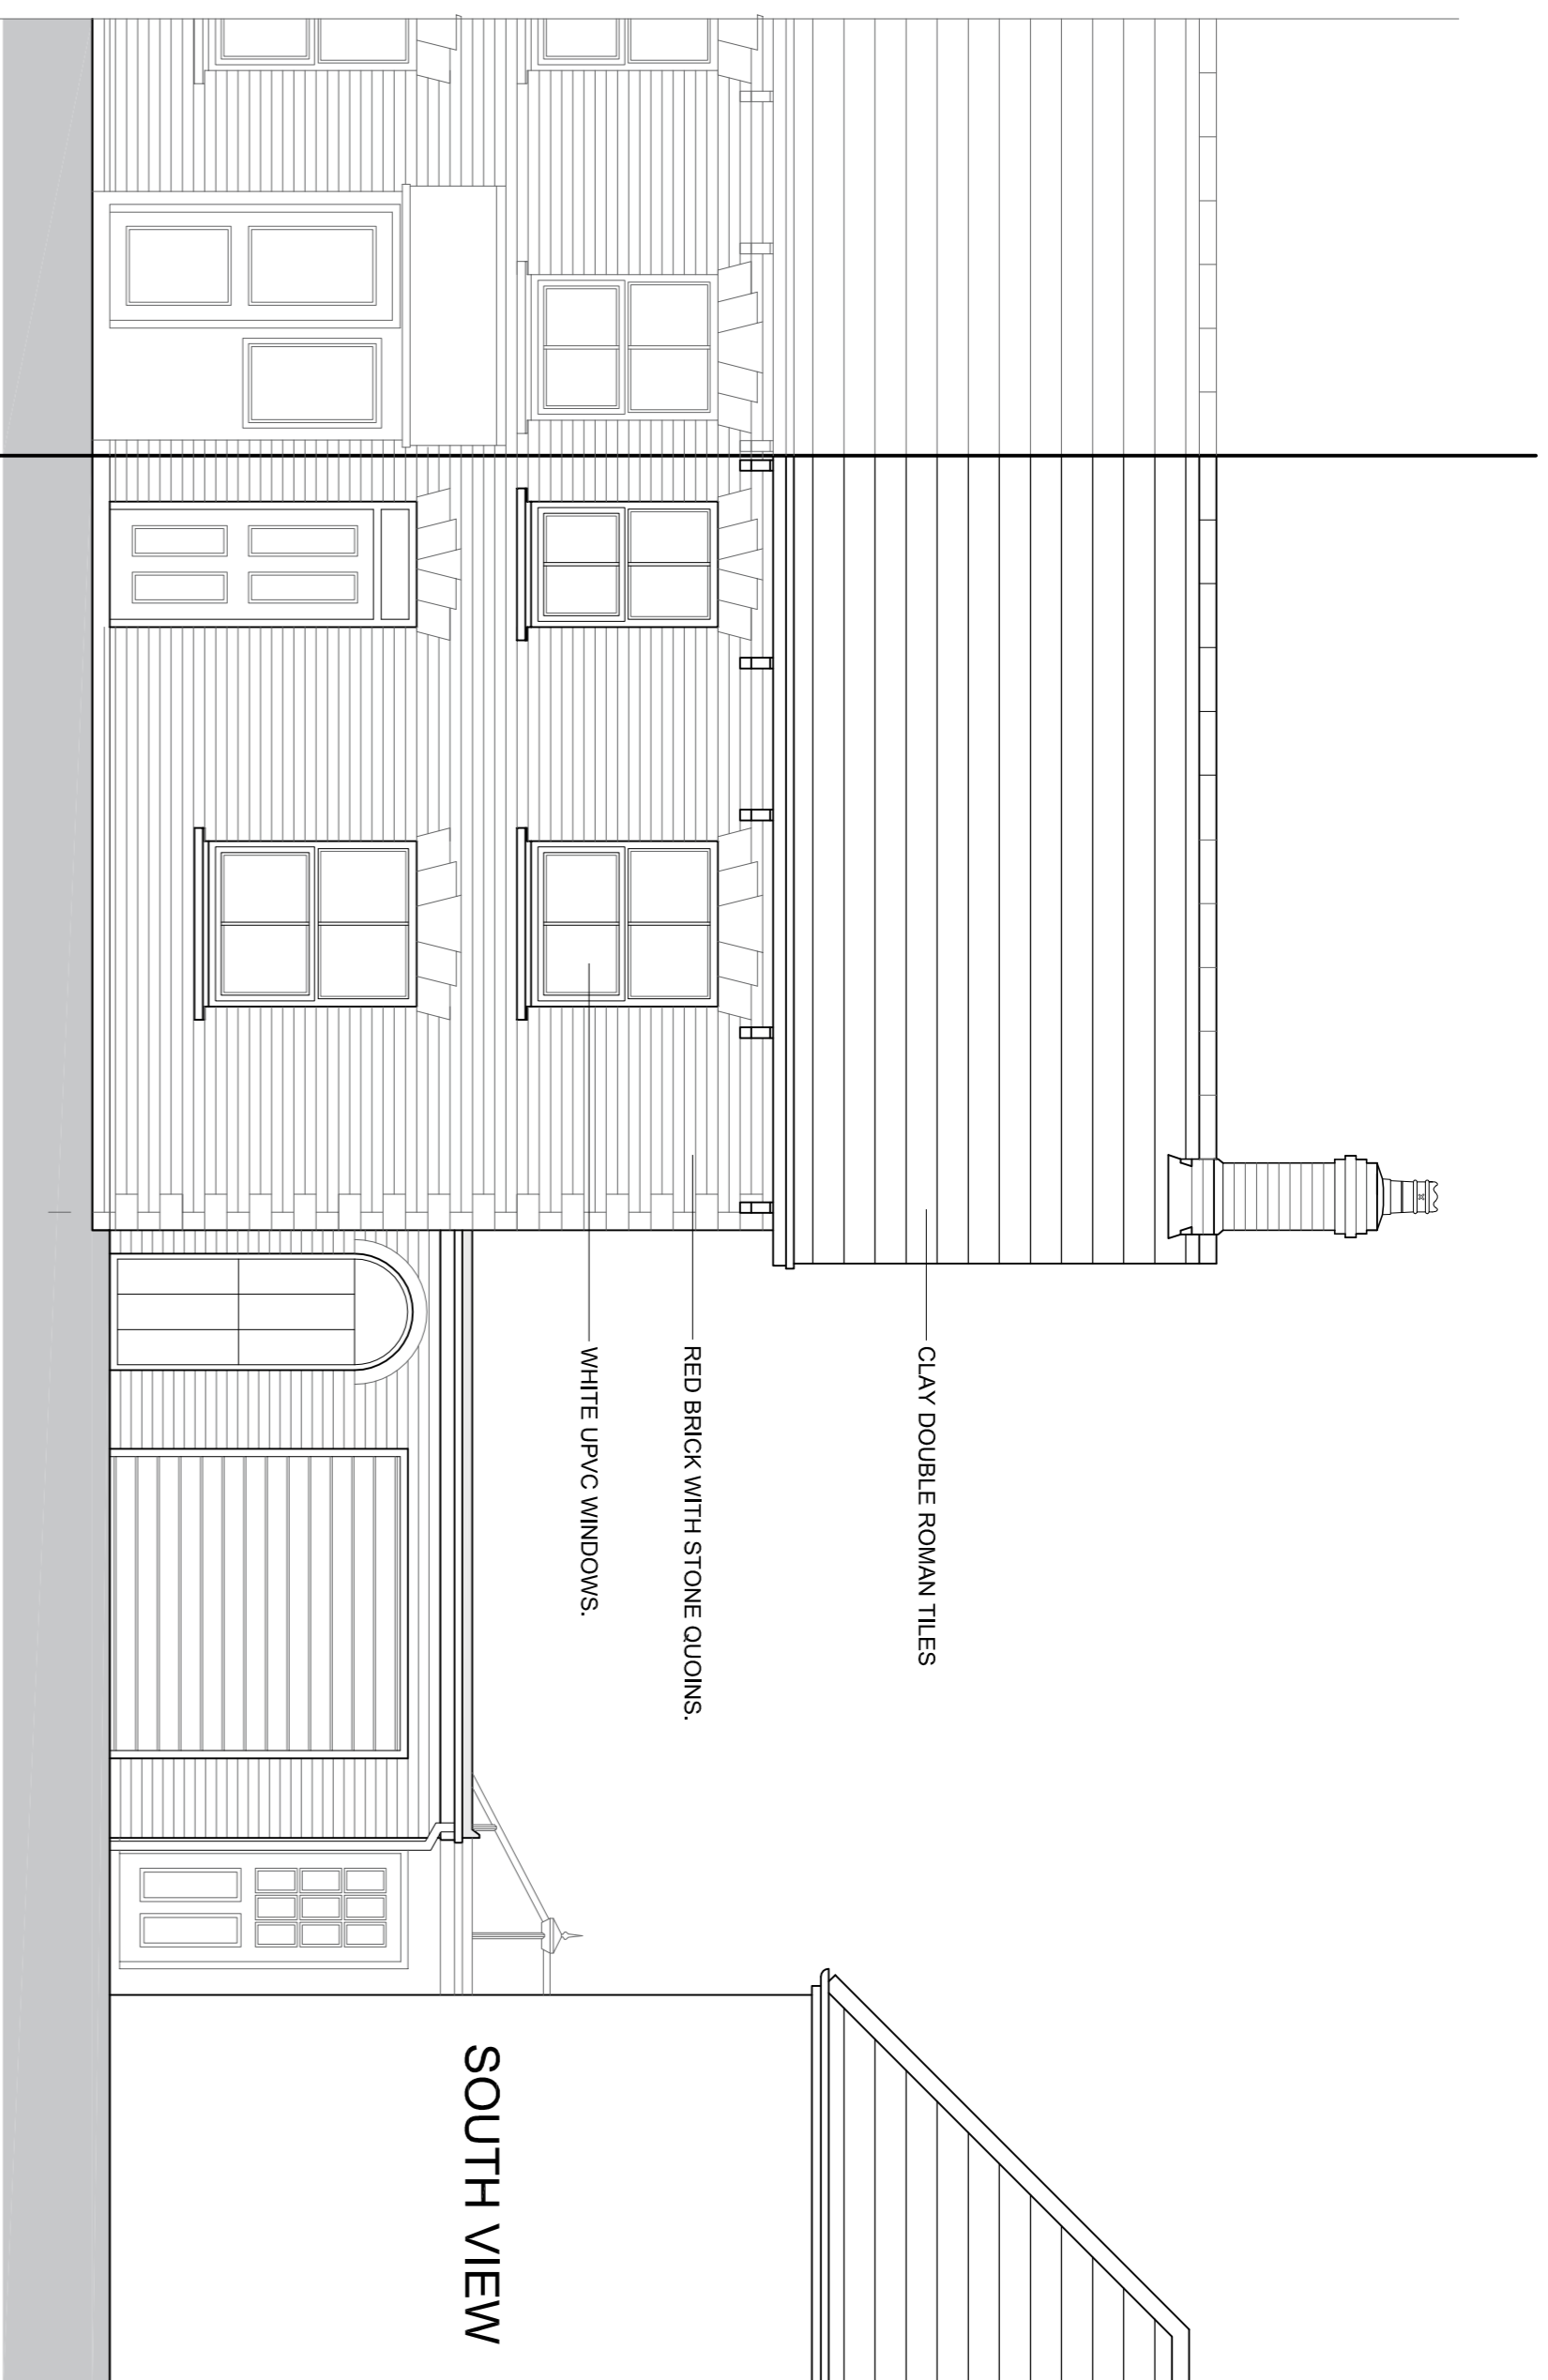 CLAY DOUBLE ROMAN TILES
RED BRICK WITH STONE QUOINS.
WHITE UPVC WINDOWS.
SOUTH VIEW